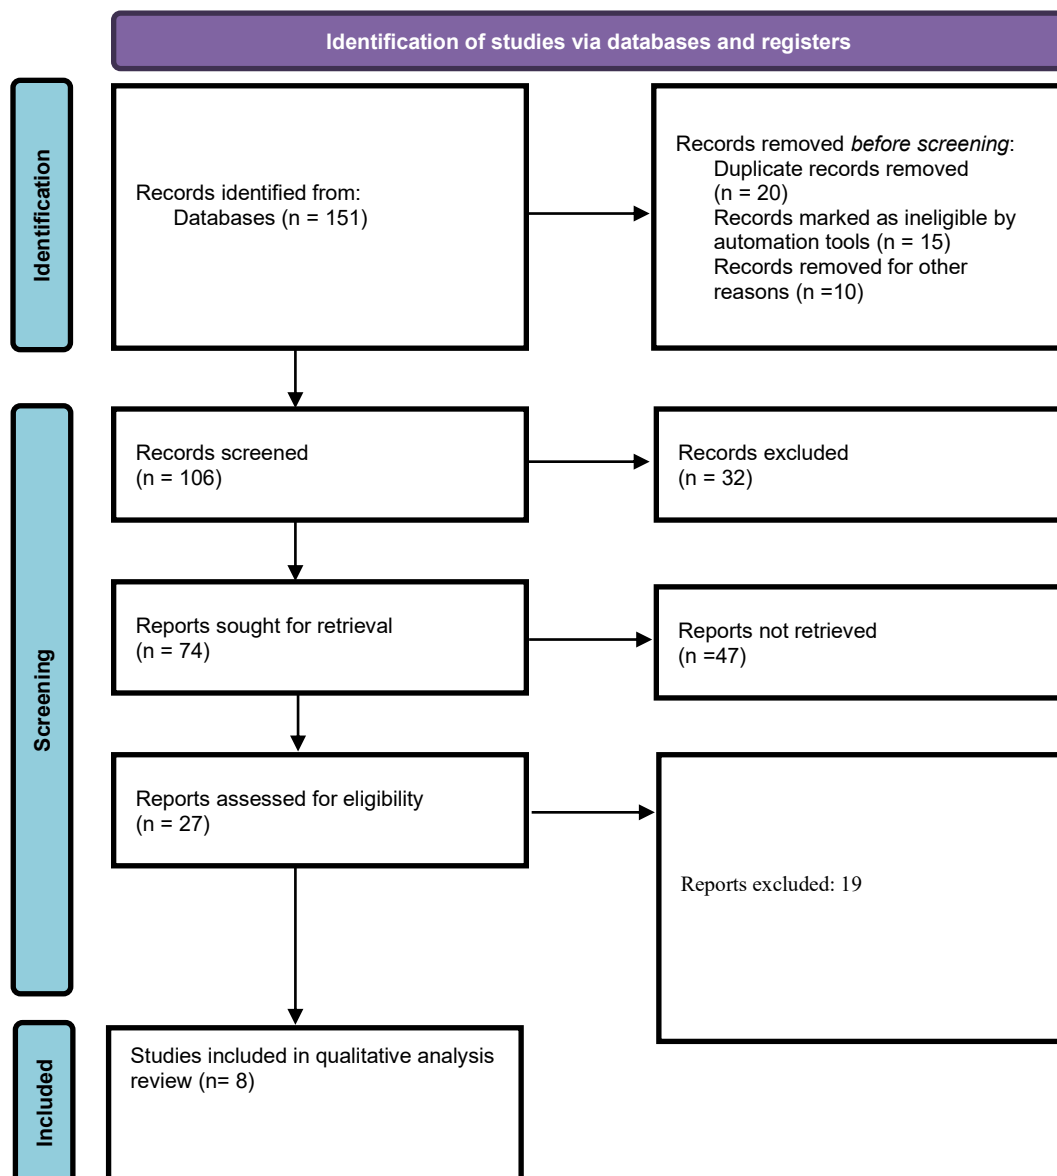 Identification of studies via databases and registers
Identification
Records identified from:
Databases (n = 151)
Records removed before screening:
Duplicate records removed
(n = 20)
Records marked as ineligible by
automation tools (n = 15)
Records removed for other
reasons (n =10)
Screening
Records screened
(n = 106)
Records excluded
(n = 32)
Reports sought for retrieval
(n = 74)
Reports not retrieved
(n =47)
Reports assessed for eligibility
(n = 27)
Reports excluded: 19
Included
Studies included in qualitative analysis
review (n= 8)